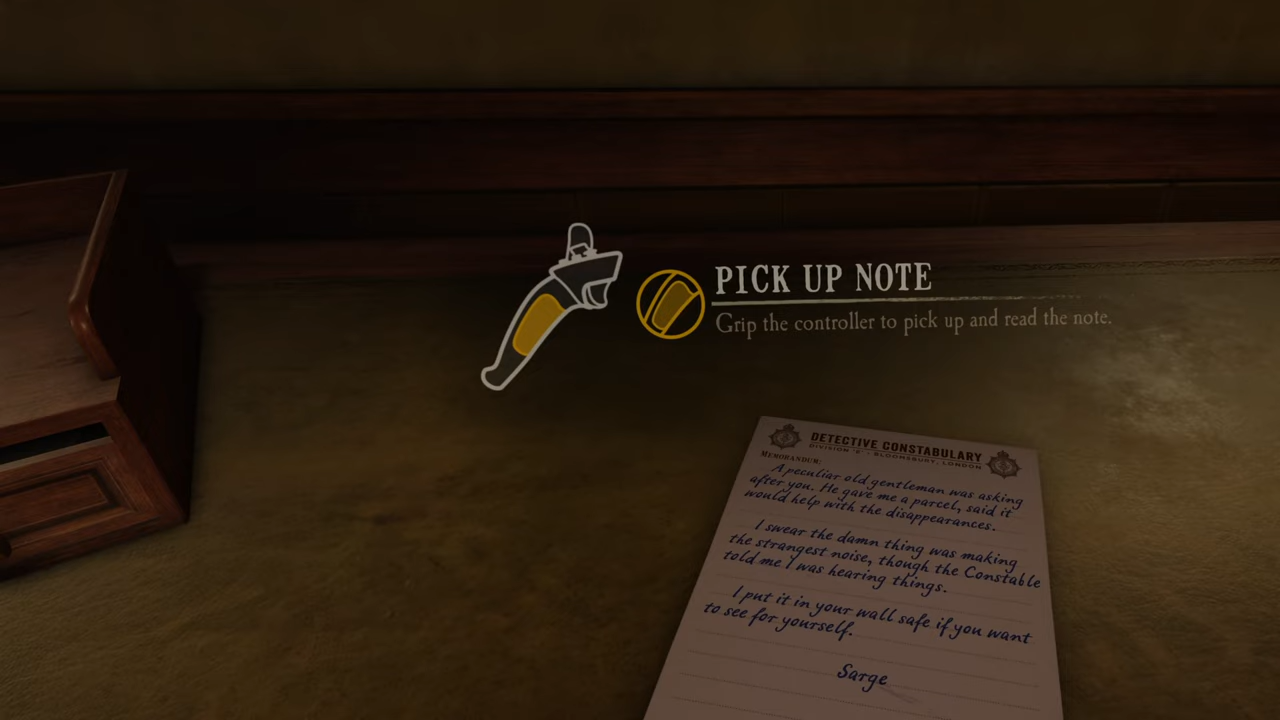 PICK UP NOTE
Grip the controller to pick up and read the note.
DETECTIVE CONSTABULARY
DIVISION 'E' - BLOOMSBURY, LONDON
MEMORANDUM:
A peculiar old gentleman was asking
after you. He gave me a parcel, said it
would help with the disappearances.
I swear the damn thing was making
the strangest noise, though the Constable
told me I was hearing things.
I put it in your wall safe if you want
to see for yourself.
Sarge